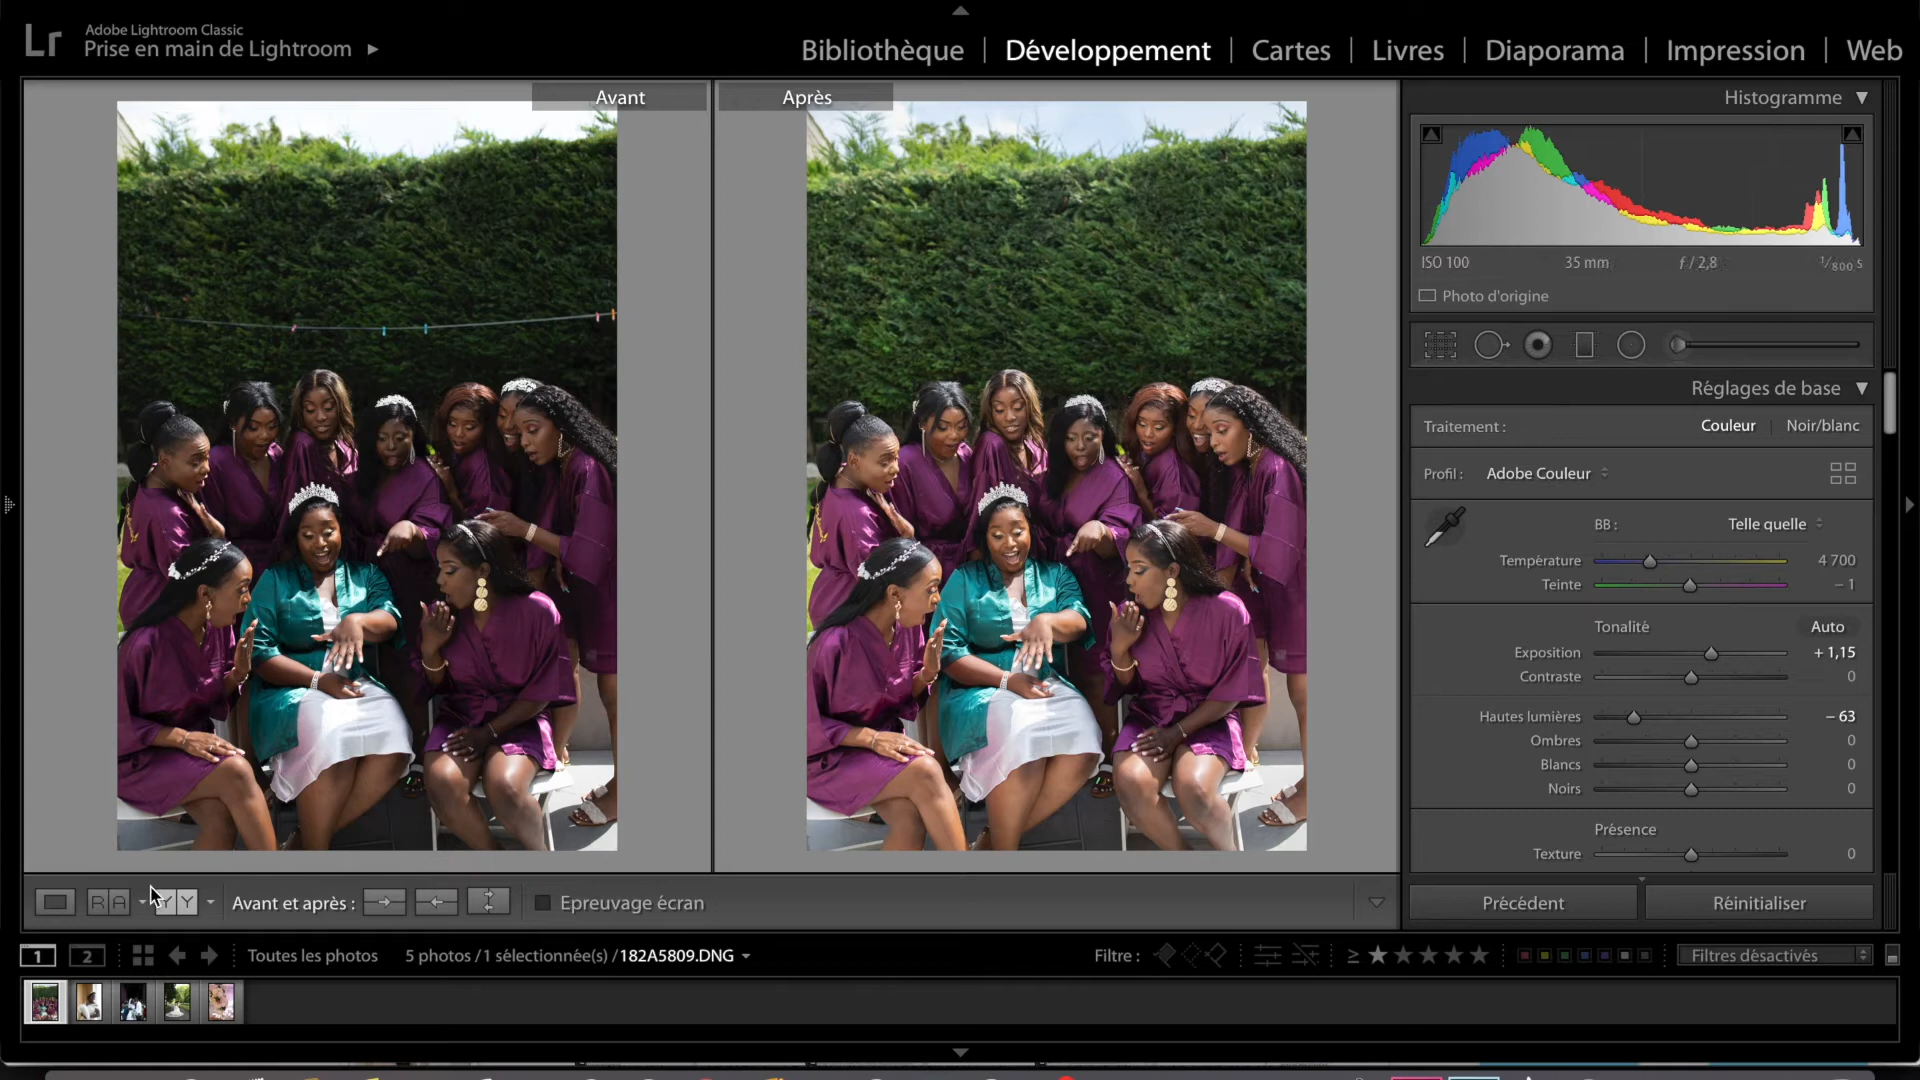 Lr
Adobe Lightroom Classic
Prise en main de Lightroom
Bibliothèque | Développement | Cartes | Livres | Diaporama | Impression | Web
Avant
Après
Histogramme
ISO 100 35 mm f / 2,8 1/800 s
Photo d'origine
Réglages de base
Traitement : Couleur Noir/blanc
Profil : Adobe Couleur
BB : Telle quelle
Température 4 700
Teinte – 1
Tonalité Auto
Exposition + 1,15
Contraste 0
Hautes lumières – 63
Ombres 0
Blancs 0
Noirs 0
Présence
Texture 0
R A Y Y Avant et après : Epreuvage écran
Précédent Réinitialiser
1 2 Toutes les photos 5 photos /1 sélectionnée(s) /182A5809.DNG
Filtre : ≥ ★★★★★ Filtres désactivés